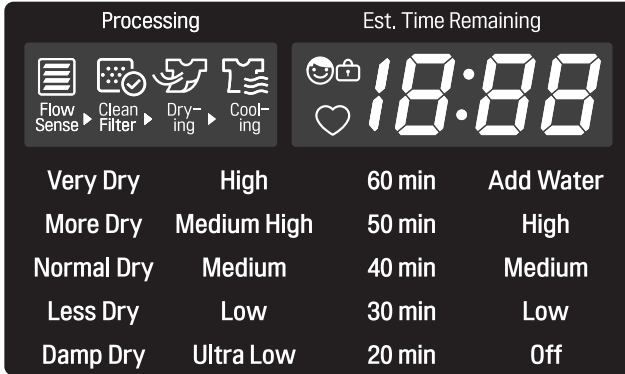 Processing Est. Time Remaining
18:88
Flow Sense Clean Filter Dry-ing Cool-ing
Very Dry High 60 min Add Water
More Dry Medium High 50 min High
Normal Dry Medium 40 min Medium
Less Dry Low 30 min Low
Damp Dry Ultra Low 20 min Off